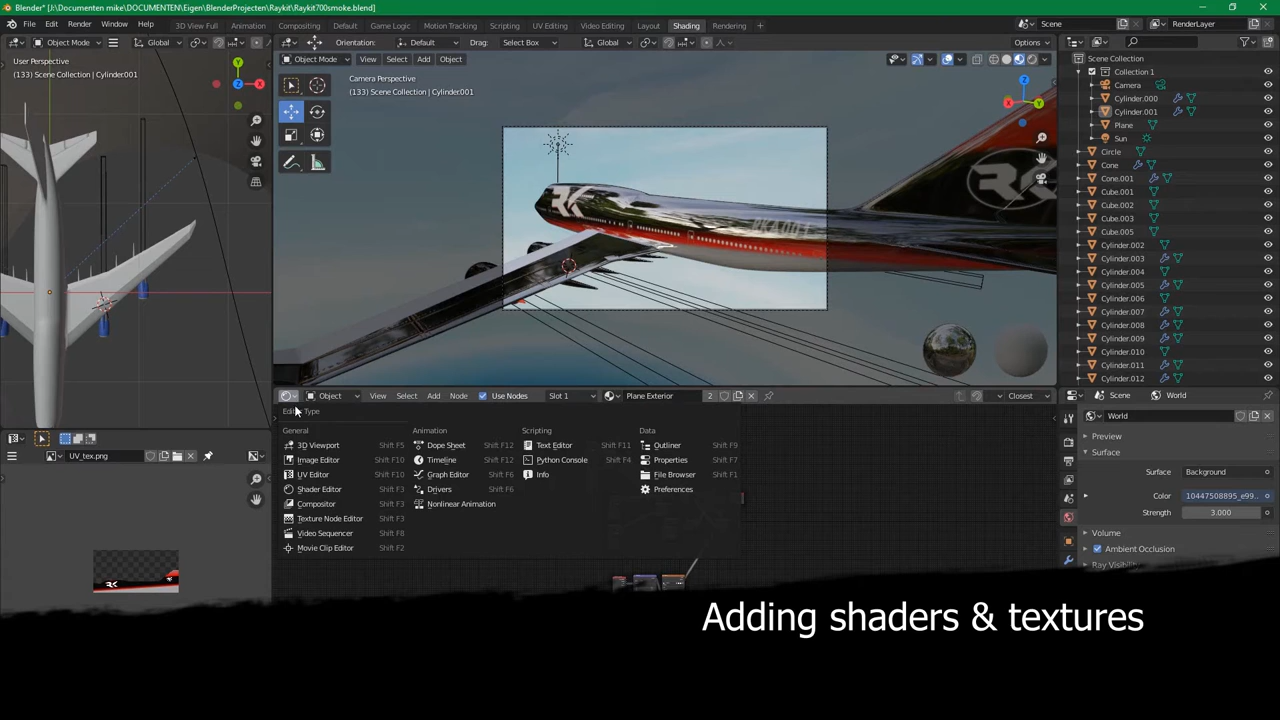 Blender* [J:\Documenten mike\DOCUMENTEN\Eigen\BlenderProjecten\Raykit\Raykit700smoke.blend]
File Edit Render Window Help 3D View Full Animation Compositing Default Game Logic Motion Tracking Scripting UV Editing Video Editing Layout Shading Rendering + Scene RenderLayer
Object Mode Global Orientation: Default Drag: Select Box Global Options
Object Mode View Select Add Object
User Perspective
(133) Scene Collection | Cylinder.001
Camera Perspective
(133) Scene Collection | Cylinder.001
Scene Collection
Collection 1
Camera
Cylinder.000
Cylinder.001
Plane
Sun
Circle
Cone
Cone.001
Cube.001
Cube.002
Cube.003
Cube.005
Cylinder.002
Cylinder.003
Cylinder.004
Cylinder.005
Cylinder.006
Cylinder.007
Cylinder.008
Cylinder.009
Cylinder.010
Cylinder.011
Cylinder.012
RK
RK
Object View Select Add Node Use Nodes Slot 1 Plane Exterior 2 Closest
Scene World
Type
General Animation Scripting Data
3D Viewport Shift F5 Dope Sheet Shift F12 Text Editor Shift F11 Outliner Shift F9
Image Editor Shift F10 Timeline Shift F12 Python Console Shift F4 Properties Shift F7
UV Editor Shift F10 Graph Editor Shift F6 Info File Browser Shift F1
Shader Editor Shift F3 Drivers Shift F6 Preferences
Compositor Shift F3 Nonlinear Animation
Texture Node Editor Shift F3
Video Sequencer Shift F8
Movie Clip Editor Shift F2
UV_tex.png
RK
World
Preview
Surface
Surface Background
Color 10447508895_e99..
Strength 3.000
Volume
Ambient Occlusion
Adding shaders & textures